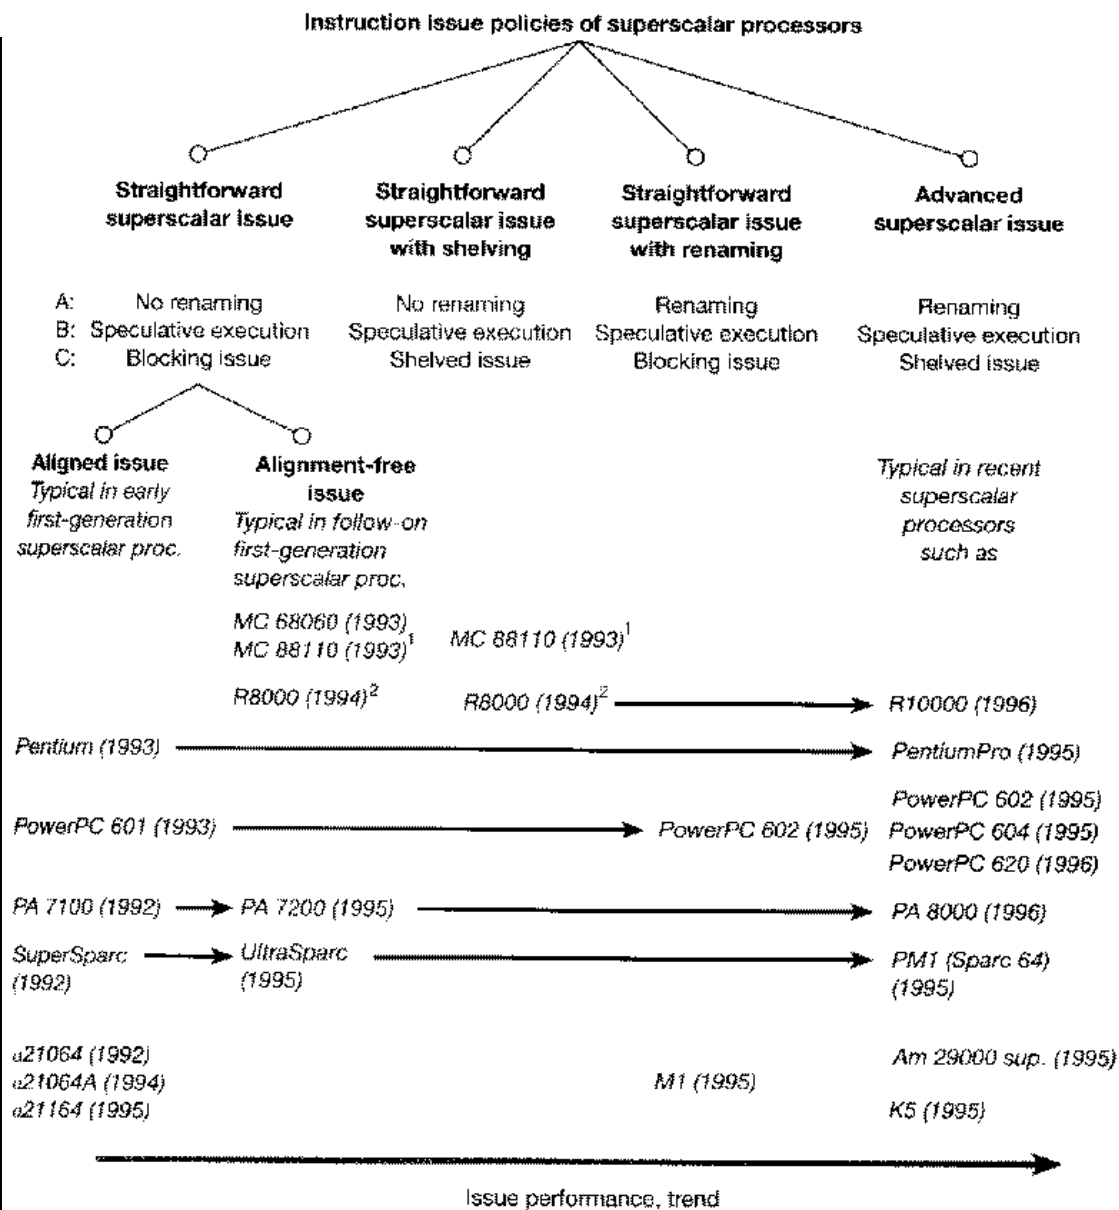 Instruction issue policies of superscalar processors
Straightforward superscalar issue
Straightforward superscalar issue with shelving
Straightforward superscalar issue with renaming
Advanced superscalar issue
A: No renaming No renaming Renaming Renaming
B: Speculative execution Speculative execution Speculative execution Speculative execution
C: Blocking issue Shelved issue Blocking issue Shelved issue
Aligned issue
Typical in early
first-generation
superscalar proc.
Alignment-free
issue
Typical in follow-on
first-generation
superscalar proc.
Typical in recent
superscalar
processors
such as
MC 68060 (1993)
MC 88110 (1993)1 MC 88110 (1993)1
R8000 (1994)2 R8000 (1994)2 R10000 (1996)
Pentium (1993) PentiumPro (1995)
PowerPC 602 (1995)
PowerPC 601 (1993) PowerPC 602 (1995) PowerPC 604 (1995)
PowerPC 620 (1996)
PA 7100 (1992) PA 7200 (1995) PA 8000 (1996)
SuperSparc UltraSparc PM1 (Sparc 64)
(1992) (1995) (1995)
α21064 (1992) Am 29000 sup. (1995)
α21064A (1994) M1 (1995)
α21164 (1995) K5 (1995)
Issue performance, trend